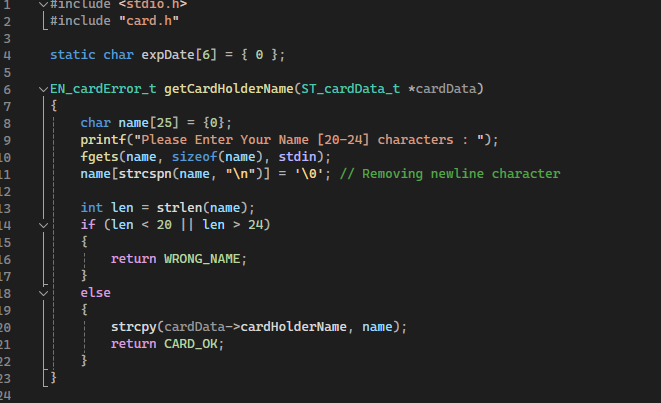 1 #include <stdio.h>
2 #include "card.h"
3
4 static char expDate[6] = { 0 };
5
6 EN_cardError_t getCardHolderName(ST_cardData_t *cardData)
7 {
8 char name[25] = {0};
9 printf("Please Enter Your Name [20-24] characters : ");
10 fgets(name, sizeof(name), stdin);
11 name[strcspn(name, "\n")] = '\0'; // Removing newline character
12
13 int len = strlen(name);
14 if (len < 20 || len > 24)
15 {
16 return WRONG_NAME;
17 }
18 else
19 {
20 strcpy(cardData->cardHolderName, name);
21 return CARD_OK;
22 }
23 }
24